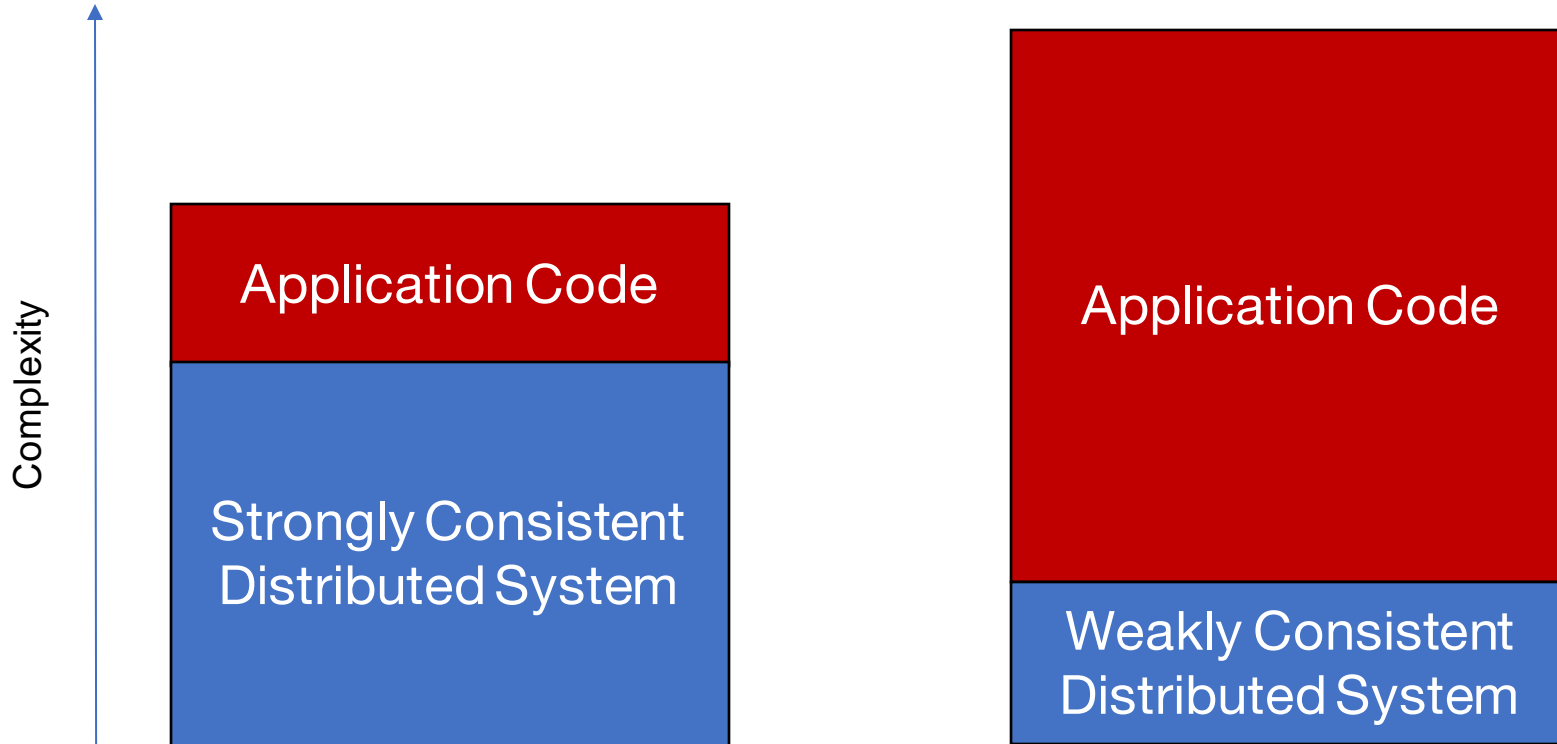 Complexity
Application Code
Strongly Consistent
Distributed System
Application Code
Weakly Consistent
Distributed System